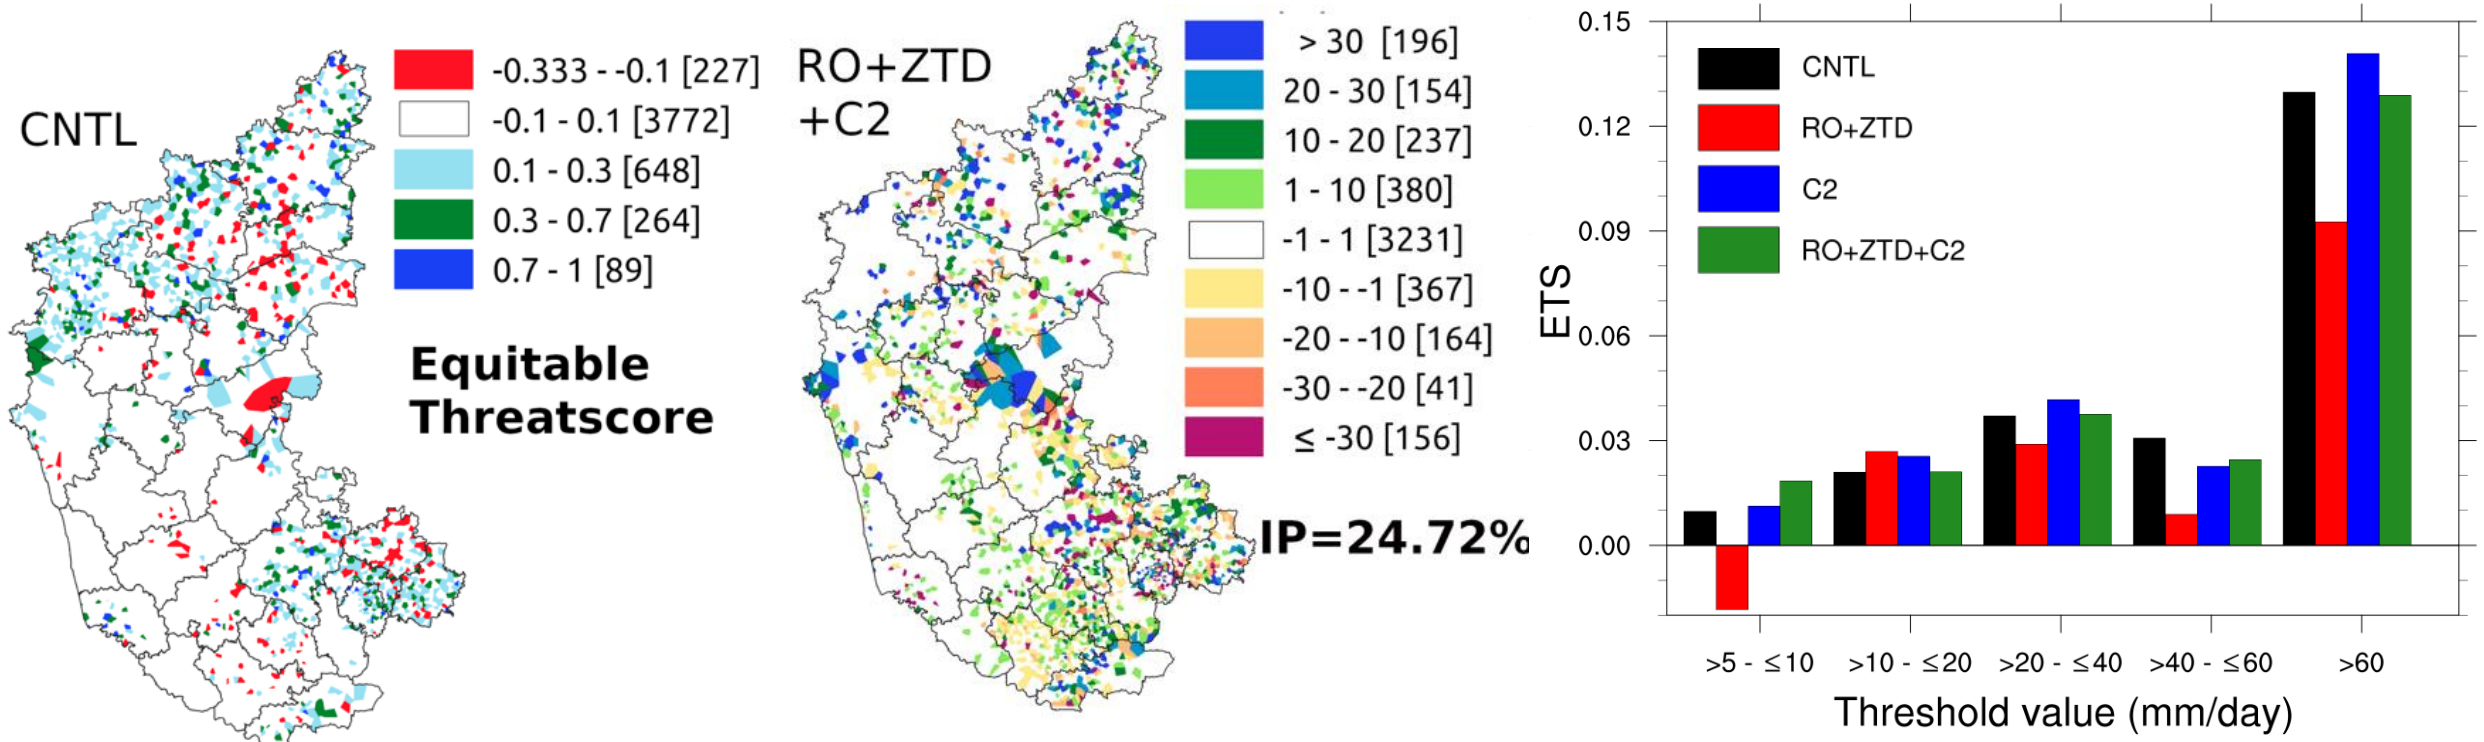 CNTL
-0.333 - -0.1 [227]
-0.1 - 0.1 [3772]
0.1 - 0.3 [648]
0.3 - 0.7 [264]
0.7 - 1 [89]
Equitable
Threatscore
RO+ZTD
+C2
> 30 [196]
20 - 30 [154]
10 - 20 [237]
1 - 10 [380]
-1 - 1 [3231]
-10 - -1 [367]
-20 - -10 [164]
-30 - -20 [41]
≤ -30 [156]
IP=24.72%
ETS
0.15
0.12
0.09
0.06
0.03
0.00
CNTL
RO+ZTD
C2
RO+ZTD+C2
>5 - ≤10 >10 - ≤20 >20 - ≤40 >40 - ≤60 >60
Threshold value (mm/day)